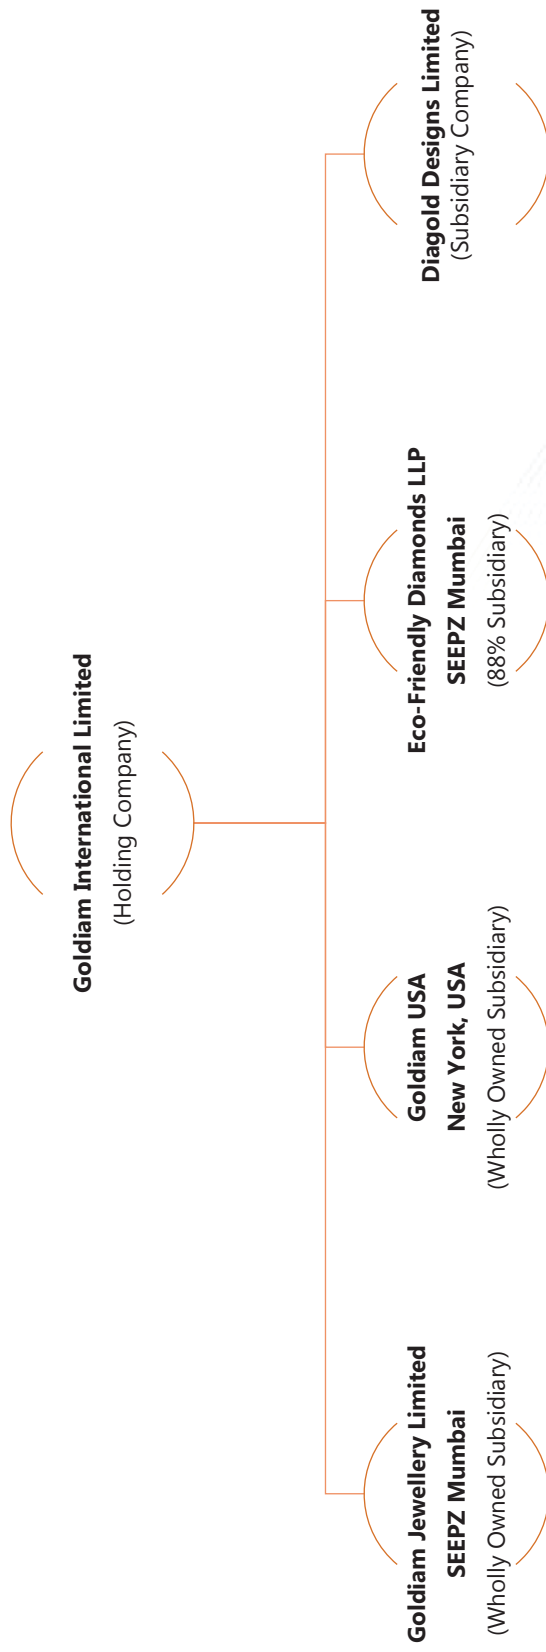 Goldiam International Limited
(Holding Company)
Goldiam Jewellery Limited
SEEPZ Mumbai
(Wholly Owned Subsidiary)
Goldiam USA
New York, USA
(Wholly Owned Subsidiary)
Eco-Friendly Diamonds LLP
SEEPZ Mumbai
(88% Subsidiary)
Diagold Designs Limited
(Subsidiary Company)